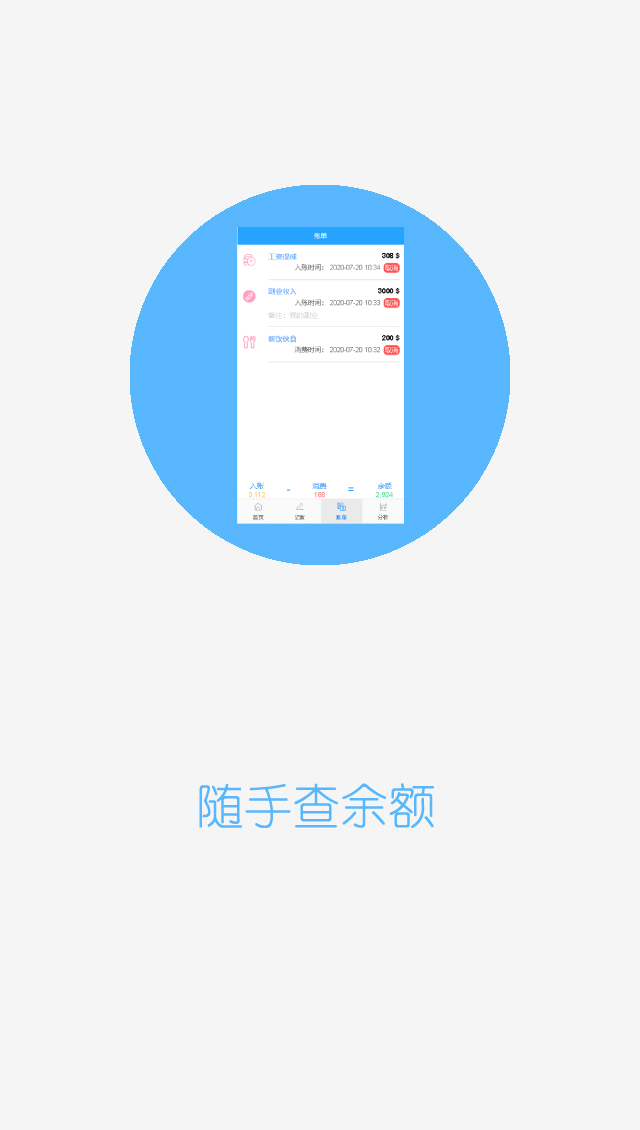 账单
工资提成
308 $
入账时间： 2020-07-20 10:34 取消
副业收入
3000 $
入账时间： 2020-07-20 10:33 取消
备注：我的副业
餐饮伙食
200 $
消费时间： 2020-07-20 10:32 取消
入账 - 消费 = 余额
3,112 188 2,924
首页 记账 账单 分析
随手查余额